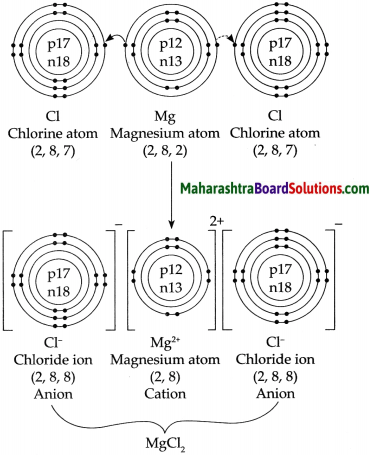 p17 p12 p17
n18 n13 n18
Cl Mg Cl
Chlorine atom Magnesium atom Chlorine atom
(2, 8, 7) (2, 8, 2) (2, 8, 7)
MaharashtraBoardSolutions.com
− 2+ −
p17 p12 p17
n18 n13 n18
Cl⁻ Mg²⁺ Cl⁻
Chloride ion Magnesium atom Chloride ion
(2, 8, 8) (2, 8) (2, 8, 8)
Anion Cation Anion
MgCl₂